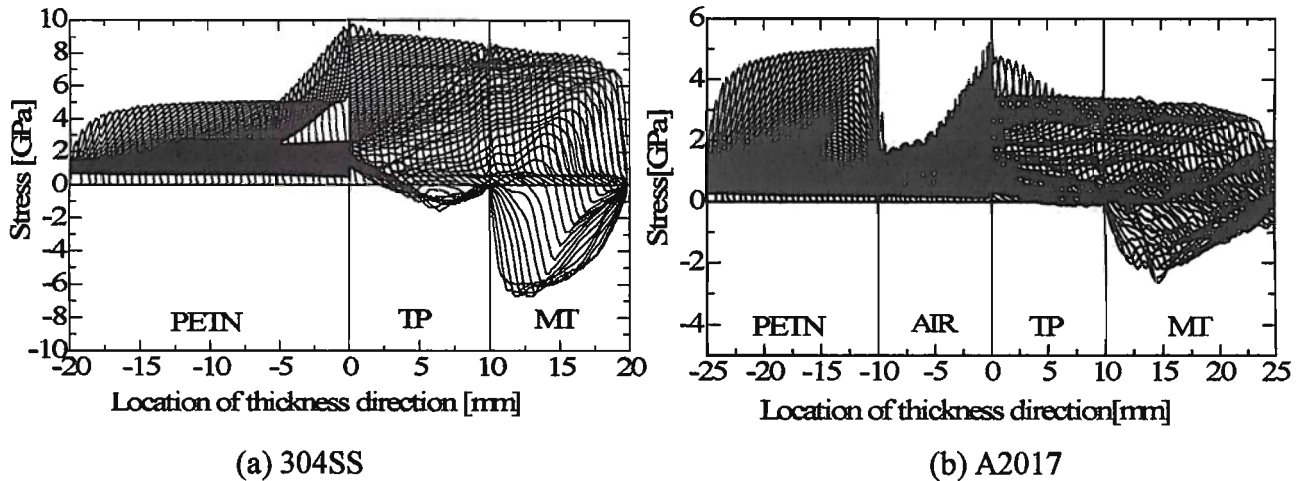 10
8
6
4
2
0
-2
-4
-6
-8
-10
Stress [GPa]
PETN TP MT
-20 -15 -10 -5 0 5 10 15 20
Location of thickness direction [mm]
(a) 304SS
6
4
2
0
-2
-4
Stress[GPa]
PETN AIR TP MT
-25 -20 -15 -10 -5 0 5 10 15 20 25
Location of thickness direction[mm]
(b) A2017